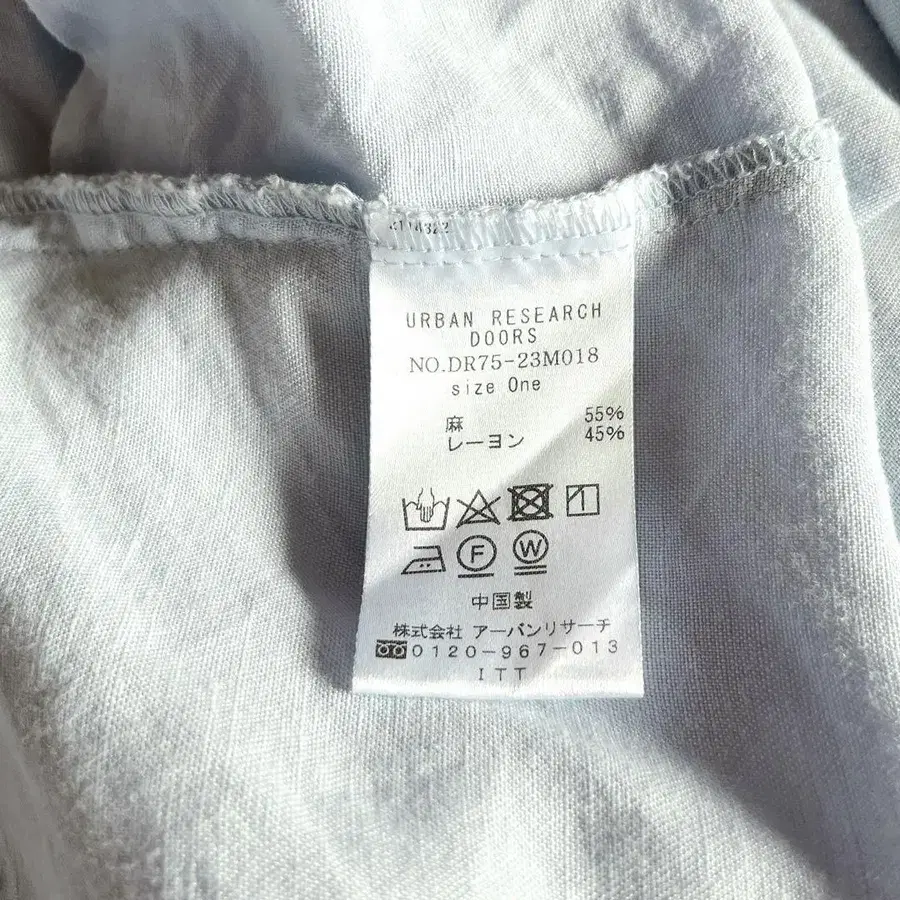 URBAN RESEARCH
DOORS
NO.DR75-23M018
size One
麻 55%
レーヨン 45%
F W
中国製
株式会社 アーバンリサーチ
0120-967-013
ITT